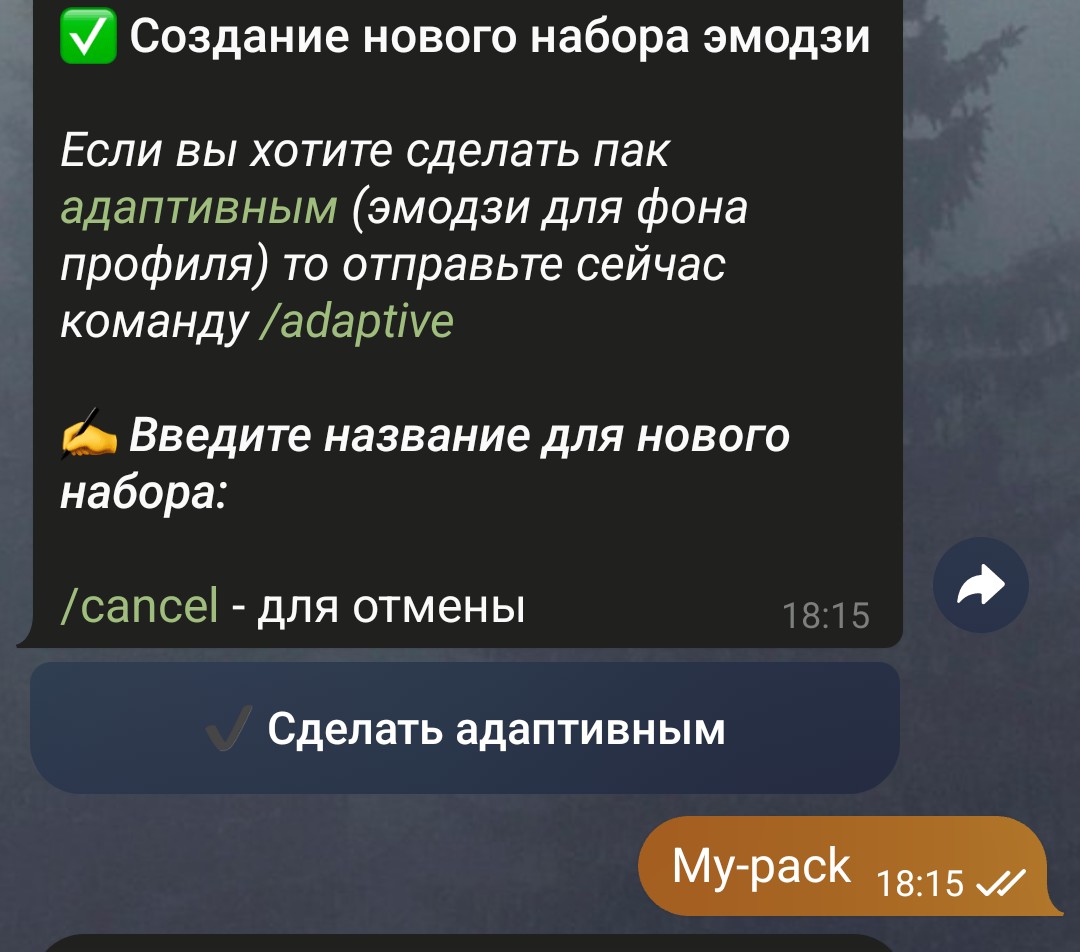 ✅ Создание нового набора эмодзи
Если вы хотите сделать пак
адаптивным (эмодзи для фона
профиля) то отправьте сейчас
команду /adaptive
✍️ Введите название для нового
набора:
/cancel - для отмены
18:15
✔️ Сделать адаптивным
My-pack 18:15